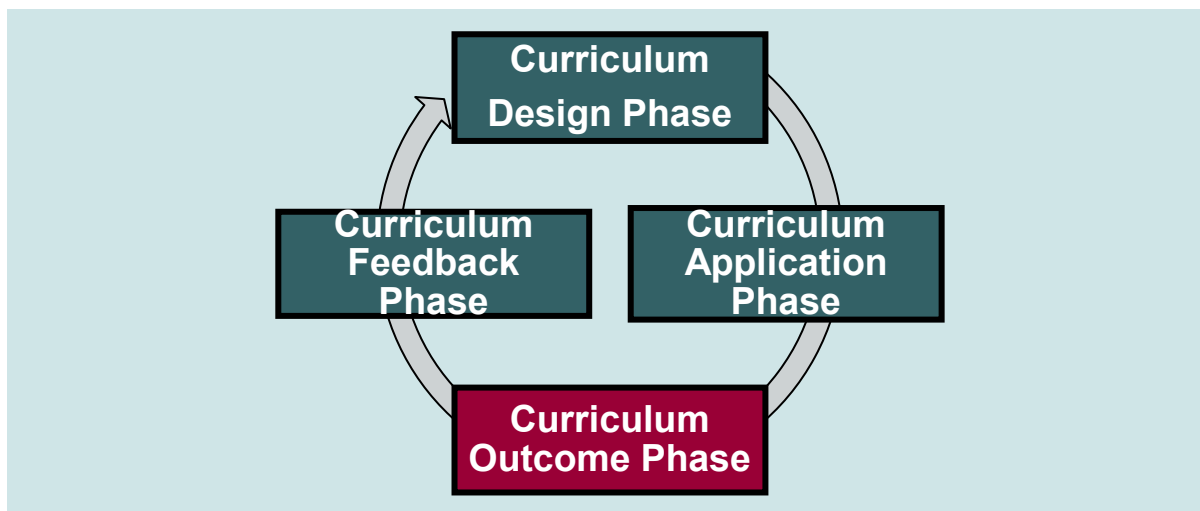 Curriculum
Design Phase
Curriculum
Feedback
Phase
Curriculum
Application
Phase
Curriculum
Outcome Phase